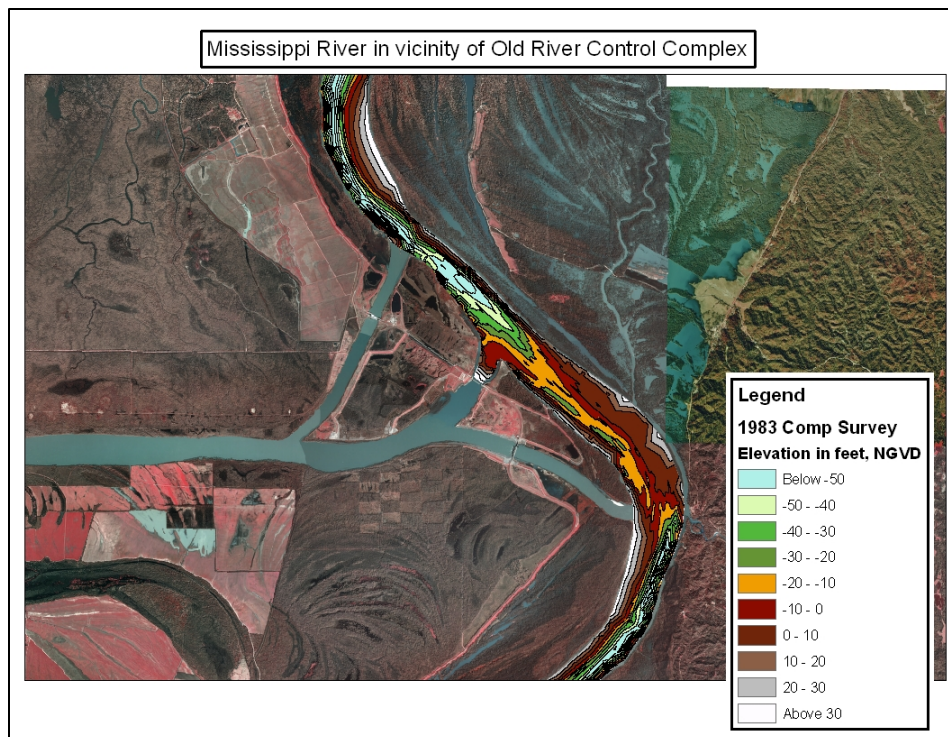 Mississippi River in vicinity of Old River Control Complex
Legend
1983 Comp Survey
Elevation in feet, NGVD
Below -50
-50 - -40
-40 - -30
-30 - -20
-20 - -10
-10 - 0
0 - 10
10 - 20
20 - 30
Above 30